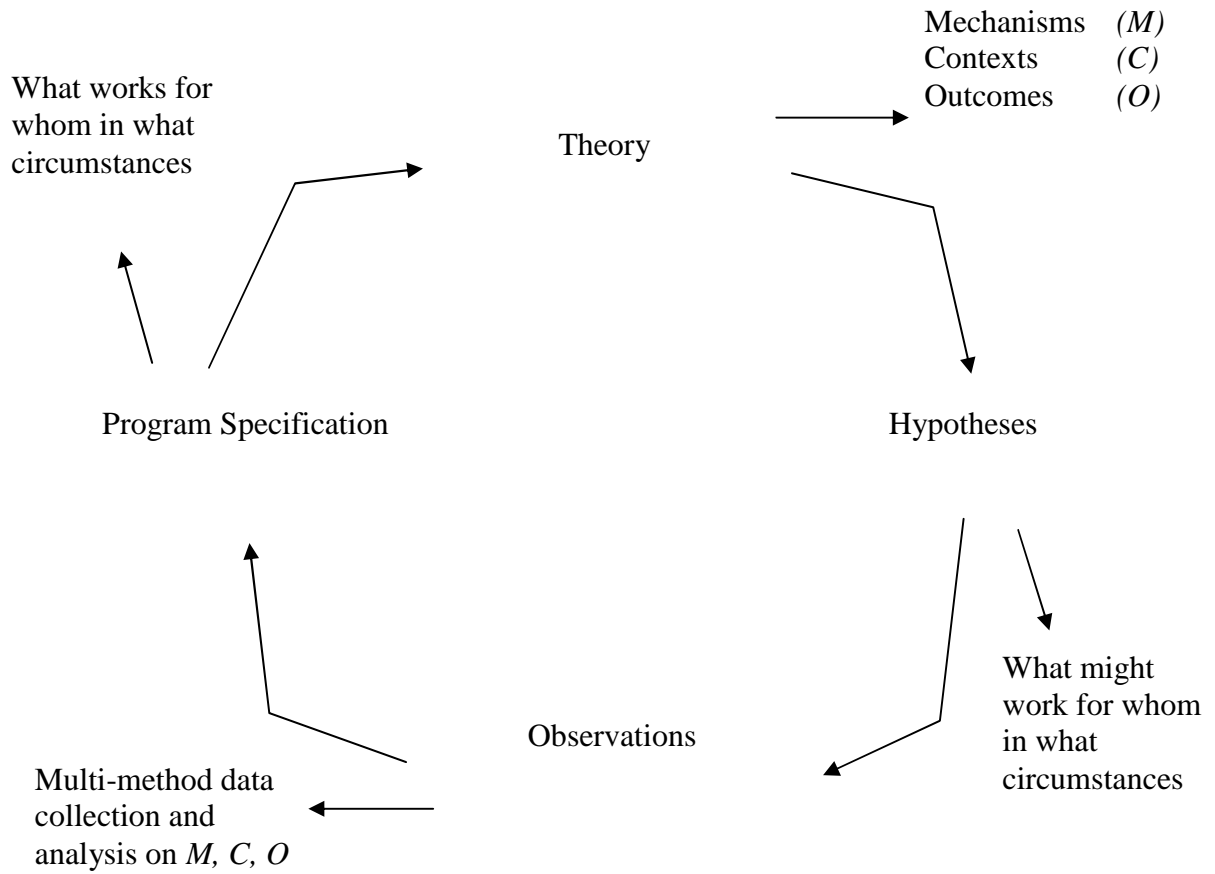 Mechanisms (M)
Contexts (C)
Outcomes (O)
What works for
whom in what
circumstances
Theory
Program Specification
Hypotheses
What might
work for whom
in what
circumstances
Observations
Multi-method data
collection and
analysis on M, C, O